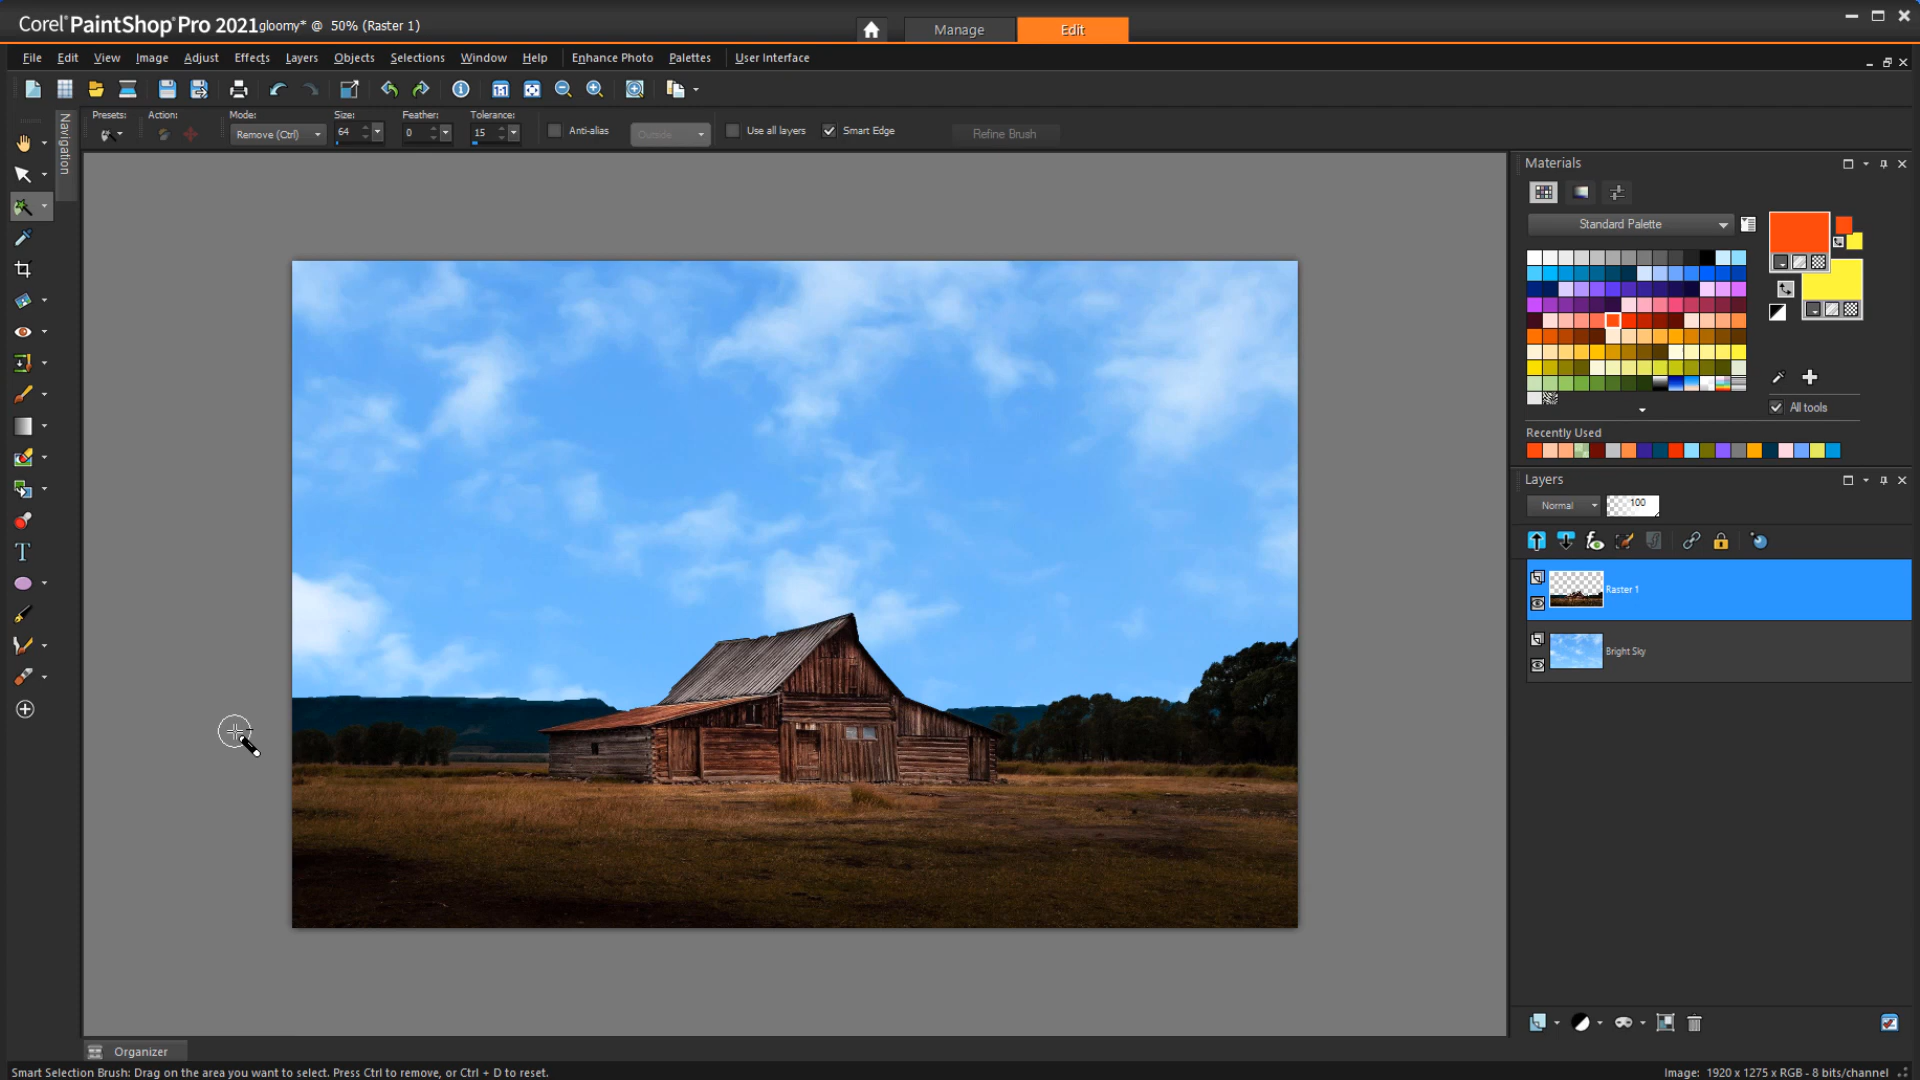 Corel PaintShop Pro 2021 gloomy* @ 50% (Raster 1)
Manage
Edit
File Edit View Image Adjust Effects Layers Objects Selections Window Help Enhance Photo Palettes User Interface
Presets: Action: Mode: Size: Feather: Tolerance:
Remove (Ctrl) 64 0 15 Anti-alias Outside Use all layers Smart Edge Refine Brush
Navigation
Materials
Standard Palette
All tools
Recently Used
Layers
Normal 100
Raster 1
Bright Sky
Organizer
Smart Selection Brush: Drag on the area you want to select. Press Ctrl to remove, or Ctrl + D to reset.
Image: 1920 x 1275 x RGB - 8 bits/channel